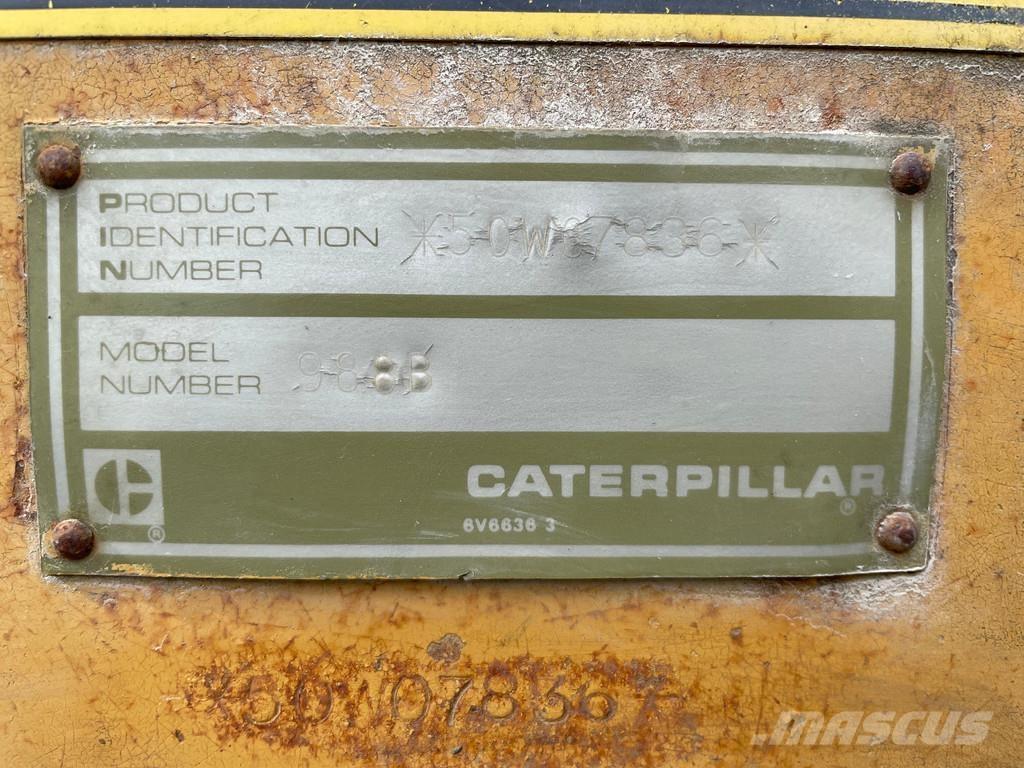 PRODUCT
IDENTIFICATION
NUMBER
*50W07836*
MODEL
NUMBER
988B
CATERPILLAR
®
®
6V6636 3
*50W07836*
MASCUS